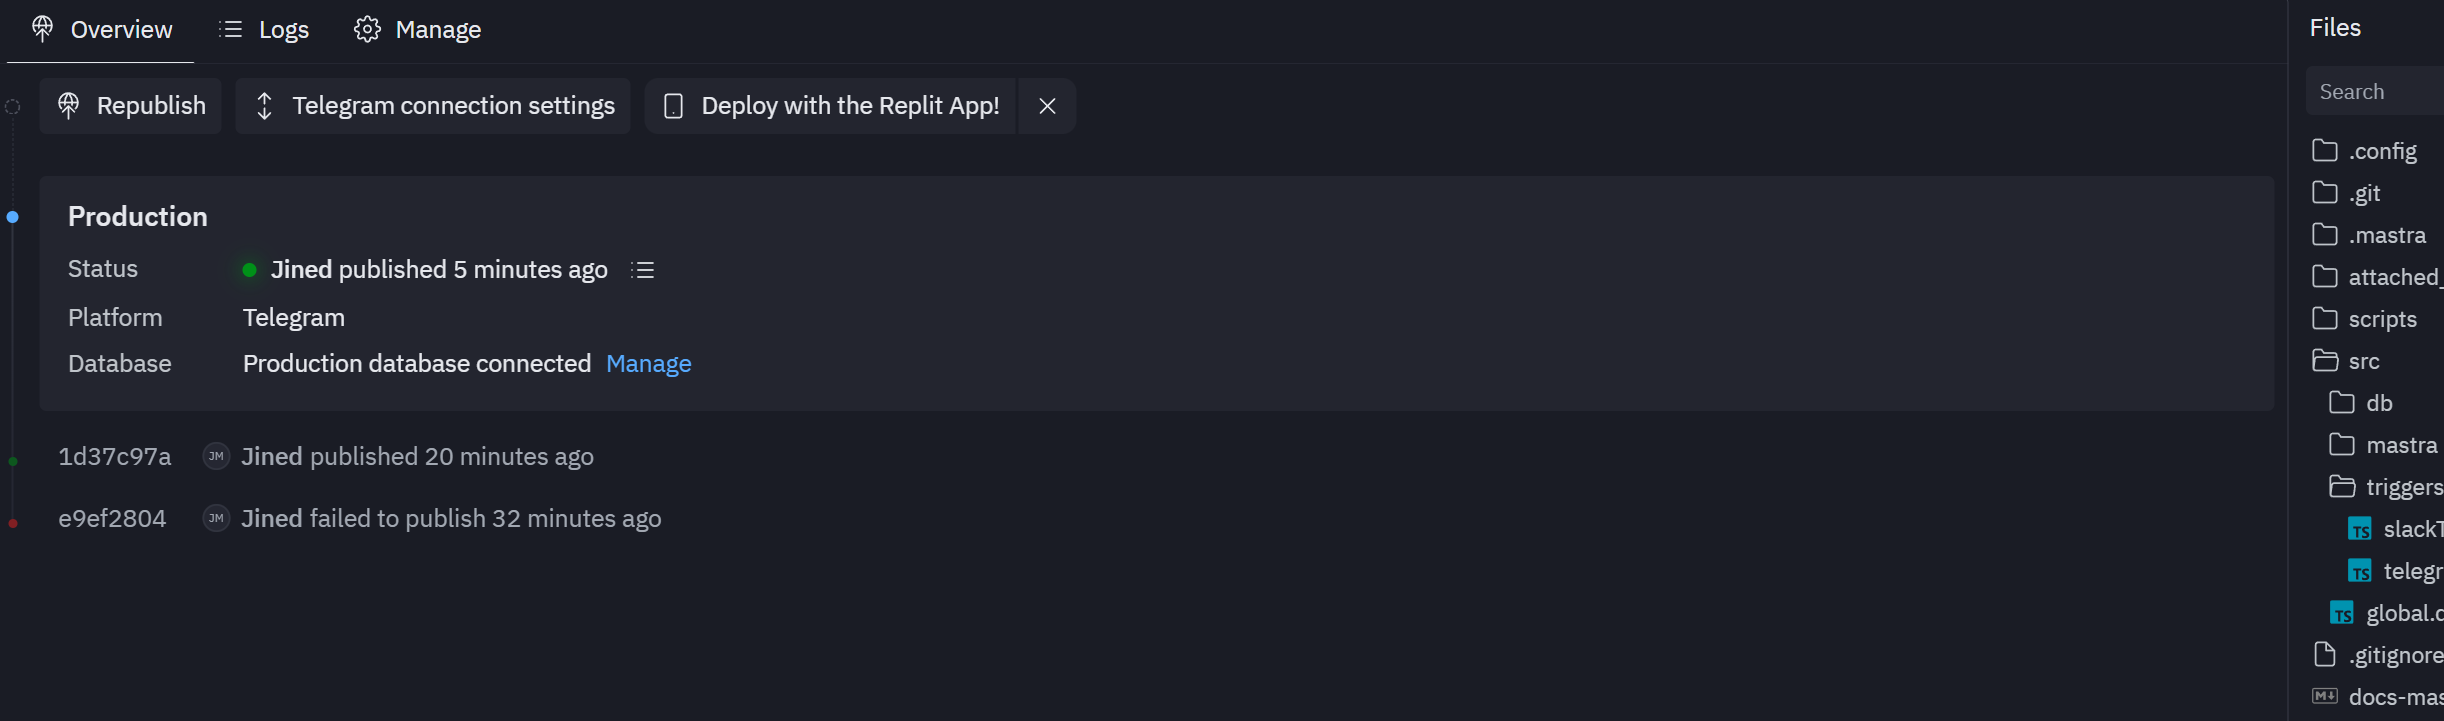 Overview Logs Manage
Republish Telegram connection settings Deploy with the Replit App!
Production
Status Jined published 5 minutes ago
Platform Telegram
Database Production database connected Manage
1d37c97a JM Jined published 20 minutes ago
e9ef2804 JM Jined failed to publish 32 minutes ago
Files
Search
.config
.git
.mastra
attached_
scripts
src
db
mastra
triggers
TS slackT
TS telegr
TS global.d
.gitignore
M↓ docs-mas